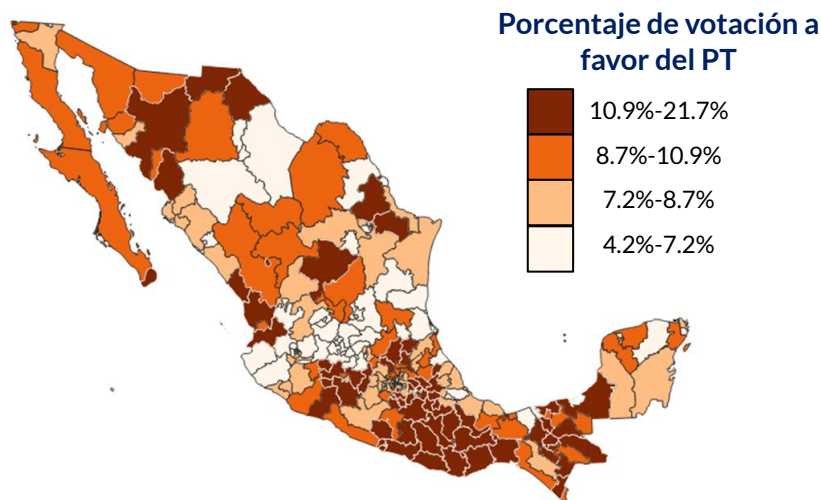 Porcentaje de votación a
favor del PT
10.9%-21.7%
8.7%-10.9%
7.2%-8.7%
4.2%-7.2%